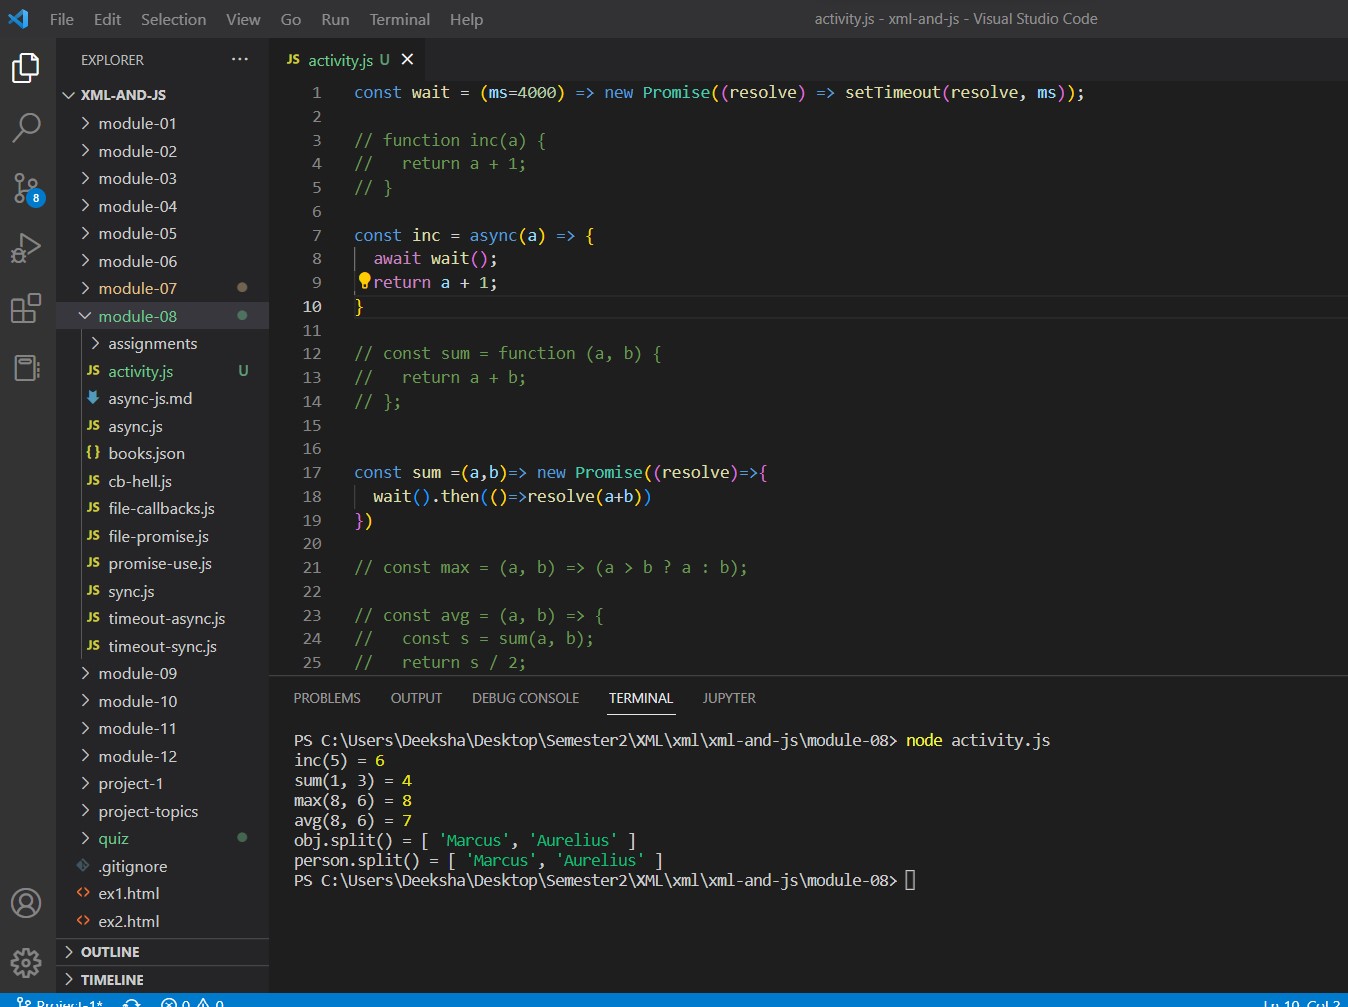 File Edit Selection View Go Run Terminal Help
activity.js - xml-and-js - Visual Studio Code
EXPLORER ...
XML-AND-JS
module-01
module-02
module-03
module-04
module-05
module-06
module-07
module-08
assignments
JS activity.js U
async-js.md
JS async.js
{} books.json
JS cb-hell.js
JS file-callbacks.js
JS file-promise.js
JS promise-use.js
JS sync.js
JS timeout-async.js
JS timeout-sync.js
module-09
module-10
module-11
module-12
project-1
project-topics
quiz
.gitignore
<> ex1.html
<> ex2.html
OUTLINE
TIMELINE
8
JS activity.js U
1 const wait = (ms=4000) => new Promise((resolve) => setTimeout(resolve, ms));
2
3 // function inc(a) {
4 //   return a + 1;
5 // }
6
7 const inc = async(a) => {
8   await wait();
9   return a + 1;
10 }
11
12 // const sum = function (a, b) {
13 //   return a + b;
14 // };
15
16
17 const sum =(a,b)=> new Promise((resolve)=>{
18   wait().then(()=>resolve(a+b))
19 })
20
21 // const max = (a, b) => (a > b ? a : b);
22
23 // const avg = (a, b) => {
24 //   const s = sum(a, b);
25 //   return s / 2;
PROBLEMS OUTPUT DEBUG CONSOLE TERMINAL JUPYTER
PS C:\Users\Deeksha\Desktop\Semester2\XML\xml\xml-and-js\module-08> node activity.js
inc(5) = 6
sum(1, 3) = 4
max(8, 6) = 8
avg(8, 6) = 7
obj.split() = [ 'Marcus', 'Aurelius' ]
person.split() = [ 'Marcus', 'Aurelius' ]
PS C:\Users\Deeksha\Desktop\Semester2\XML\xml\xml-and-js\module-08>
Project-1* 0 0 Ln 10, Col 2